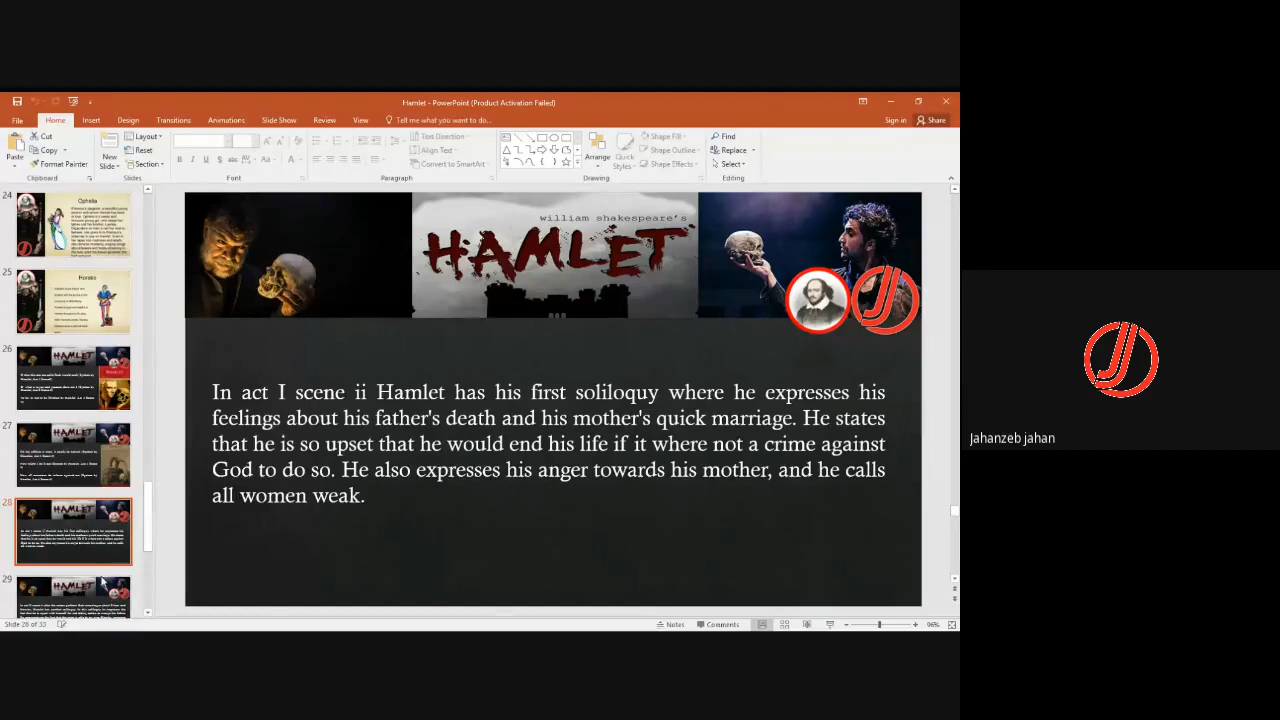 Hamlet - PowerPoint (Product Activation Failed)
File Home Insert Design Transitions Animations Slide Show Review View Tell me what you want to do... Sign in Share
Paste Cut Copy Format Painter Clipboard
New Slide Layout Reset Section Slides
Font
Text Direction Align Text Convert to SmartArt Paragraph
Arrange Quick Styles Shape Fill Shape Outline Shape Effects Drawing
Find Replace Select Editing
24
Ophelia
25
Horatio
26
HAMLET
27
HAMLET
28
HAMLET
29
HAMLET
william shakespeare's
HAMLET
In act I scene ii Hamlet has his first soliloquy where he expresses his
feelings about his father's death and his mother's quick marriage. He states
that he is so upset that he would end his life if it where not a crime against
God to do so. He also expresses his anger towards his mother, and he calls
all women weak.
Slide 28 of 33 Notes Comments 96%
Jahanzeb jahan